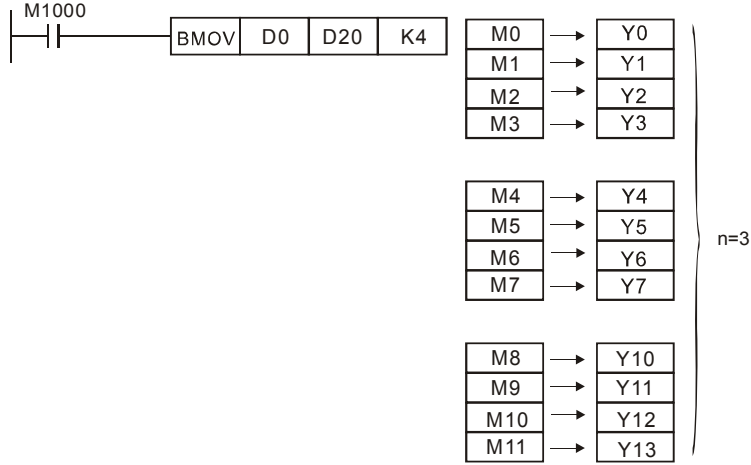 M1000
BMOV D0 D20 K4
M0 Y0
M1 Y1
M2 Y2
M3 Y3
M4 Y4
M5 Y5
M6 Y6
M7 Y7
n=3
M8 Y10
M9 Y11
M10 Y12
M11 Y13